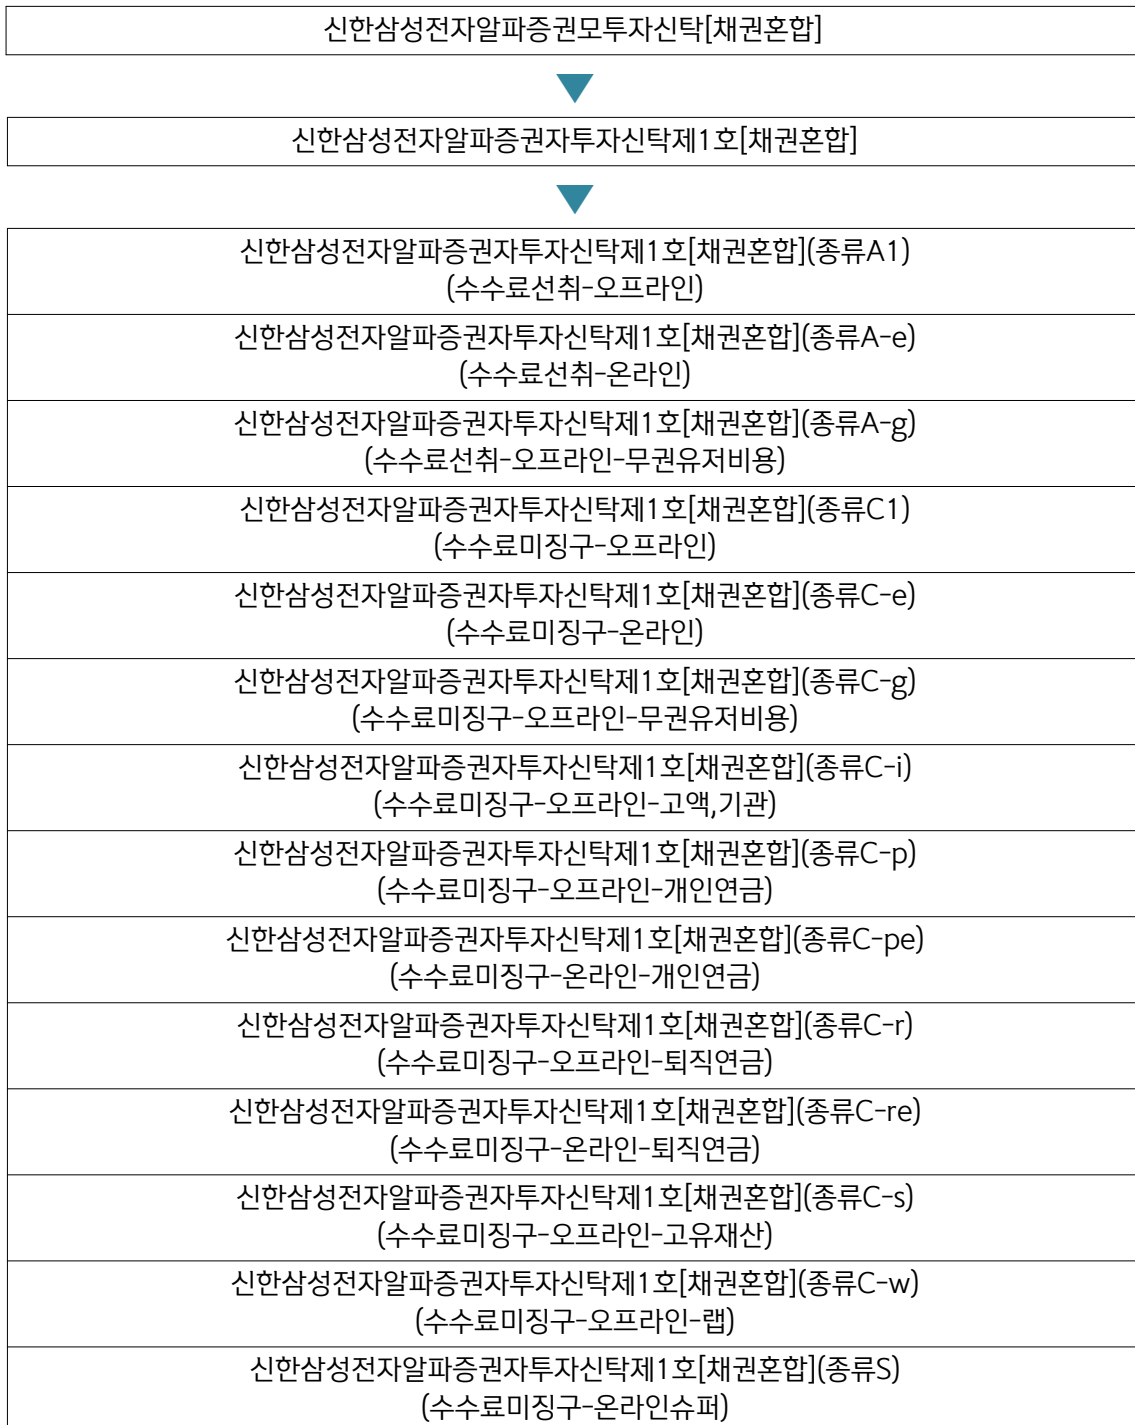 신한삼성전자알파증권모투자신탁[채권혼합]
신한삼성전자알파증권자투자신탁제1호[채권혼합]
신한삼성전자알파증권자투자신탁제1호[채권혼합](종류A1)
(수수료선취-오프라인)
신한삼성전자알파증권자투자신탁제1호[채권혼합](종류A-e)
(수수료선취-온라인)
신한삼성전자알파증권자투자신탁제1호[채권혼합](종류A-g)
(수수료선취-오프라인-무권유저비용)
신한삼성전자알파증권자투자신탁제1호[채권혼합](종류C1)
(수수료미징구-오프라인)
신한삼성전자알파증권자투자신탁제1호[채권혼합](종류C-e)
(수수료미징구-온라인)
신한삼성전자알파증권자투자신탁제1호[채권혼합](종류C-g)
(수수료미징구-오프라인-무권유저비용)
신한삼성전자알파증권자투자신탁제1호[채권혼합](종류C-i)
(수수료미징구-오프라인-고액,기관)
신한삼성전자알파증권자투자신탁제1호[채권혼합](종류C-p)
(수수료미징구-오프라인-개인연금)
신한삼성전자알파증권자투자신탁제1호[채권혼합](종류C-pe)
(수수료미징구-온라인-개인연금)
신한삼성전자알파증권자투자신탁제1호[채권혼합](종류C-r)
(수수료미징구-오프라인-퇴직연금)
신한삼성전자알파증권자투자신탁제1호[채권혼합](종류C-re)
(수수료미징구-온라인-퇴직연금)
신한삼성전자알파증권자투자신탁제1호[채권혼합](종류C-s)
(수수료미징구-오프라인-고유재산)
신한삼성전자알파증권자투자신탁제1호[채권혼합](종류C-w)
(수수료미징구-오프라인-랩)
신한삼성전자알파증권자투자신탁제1호[채권혼합](종류S)
(수수료미징구-온라인슈퍼)